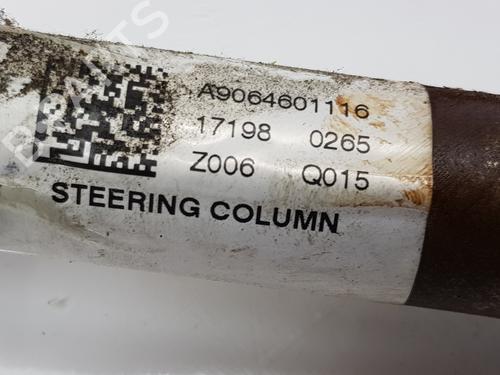 A9064601116
17198 0265
Z006 Q015
STEERING COLUMN